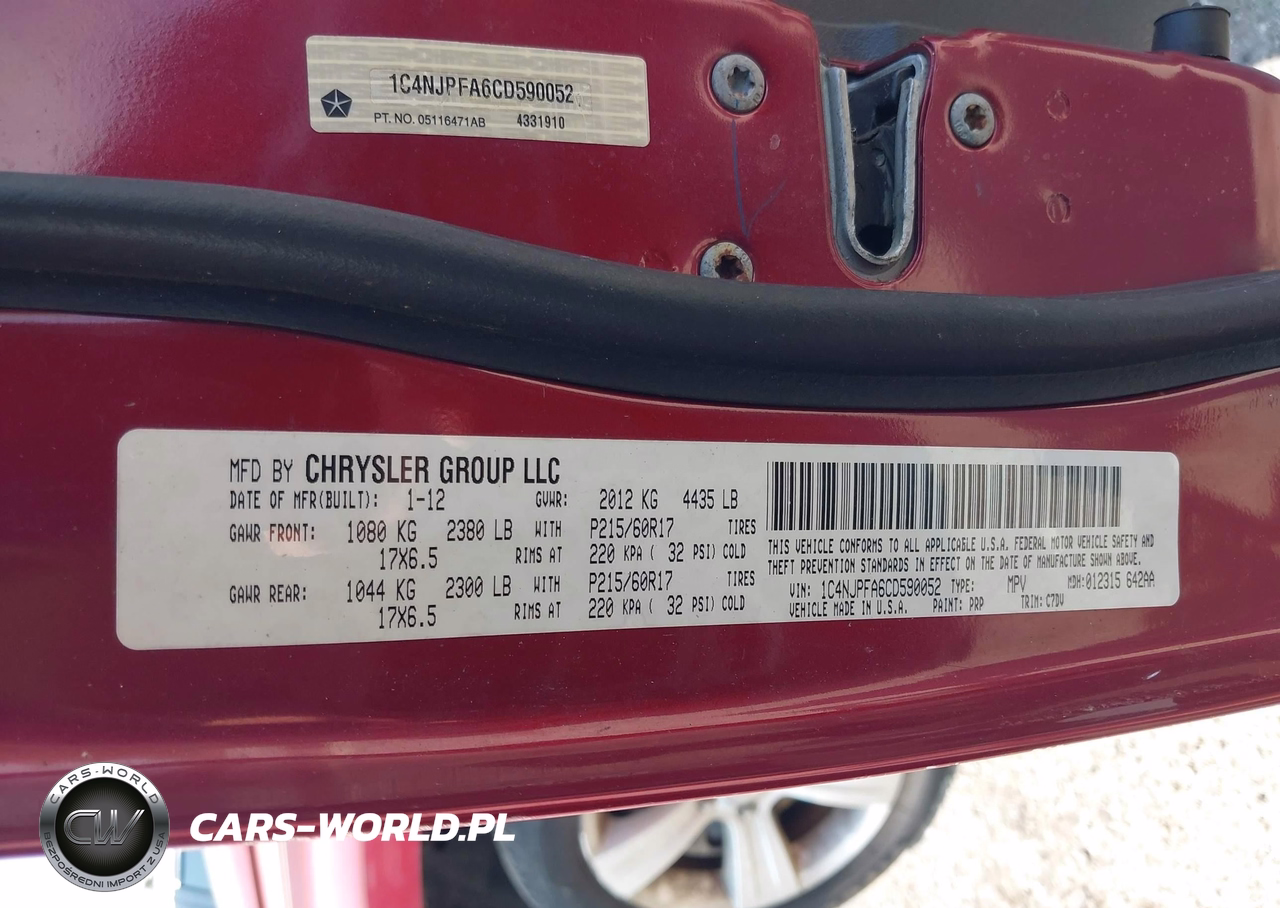 1C4NJPFA6CD590052
PT. NO. 05116471AB 4331910
MFD BY CHRYSLER GROUP LLC
DATE OF MFR(BUILT): 1-12 GVWR: 2012 KG 4435 LB
GAWR FRONT: 1080 KG 2380 LB WITH P215/60R17 TIRES
17X6.5 RIMS AT 220 KPA ( 32 PSI) COLD
GAWR REAR: 1044 KG 2300 LB WITH P215/60R17 TIRES
17X6.5 RIMS AT 220 KPA ( 32 PSI) COLD
THIS VEHICLE CONFORMS TO ALL APPLICABLE U.S.A. FEDERAL MOTOR VEHICLE SAFETY AND
THEFT PREVENTION STANDARDS IN EFFECT ON THE DATE OF MANUFACTURE SHOWN ABOVE.
VIN: 1C4NJPFA6CD590052 TYPE: MPV MDH:012315 642AA
VEHICLE MADE IN U.S.A. PAINT: PRP TRIM: C7DV
CARS-WORLD
CW
BEZPOŚREDNI IMPORT Z USA
CARS-WORLD.PL